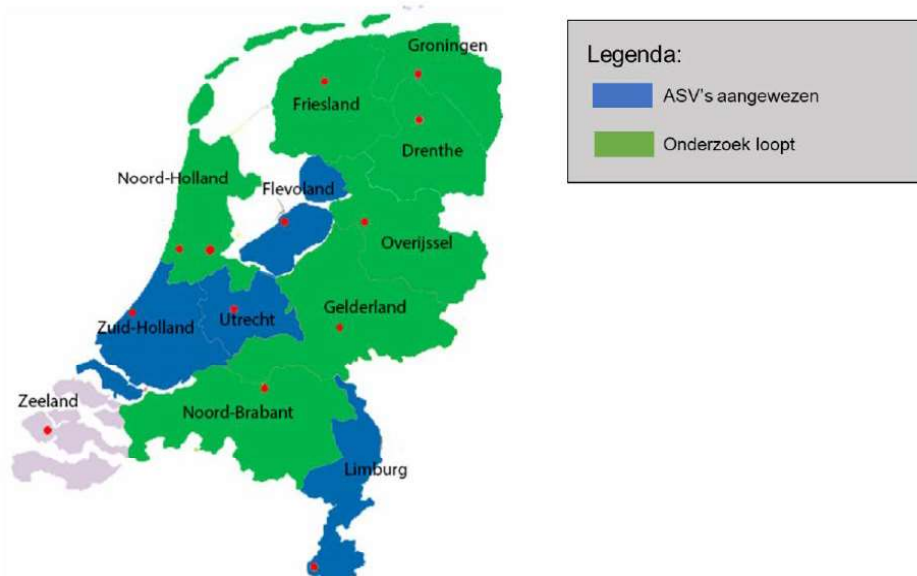 Groningen
Friesland
Drenthe
Noord-Holland
Flevoland
Overijssel
Gelderland
Zuid-Holland
Utrecht
Zeeland
Noord-Brabant
Limburg
Legenda:
ASV's aangewezen
Onderzoek loopt